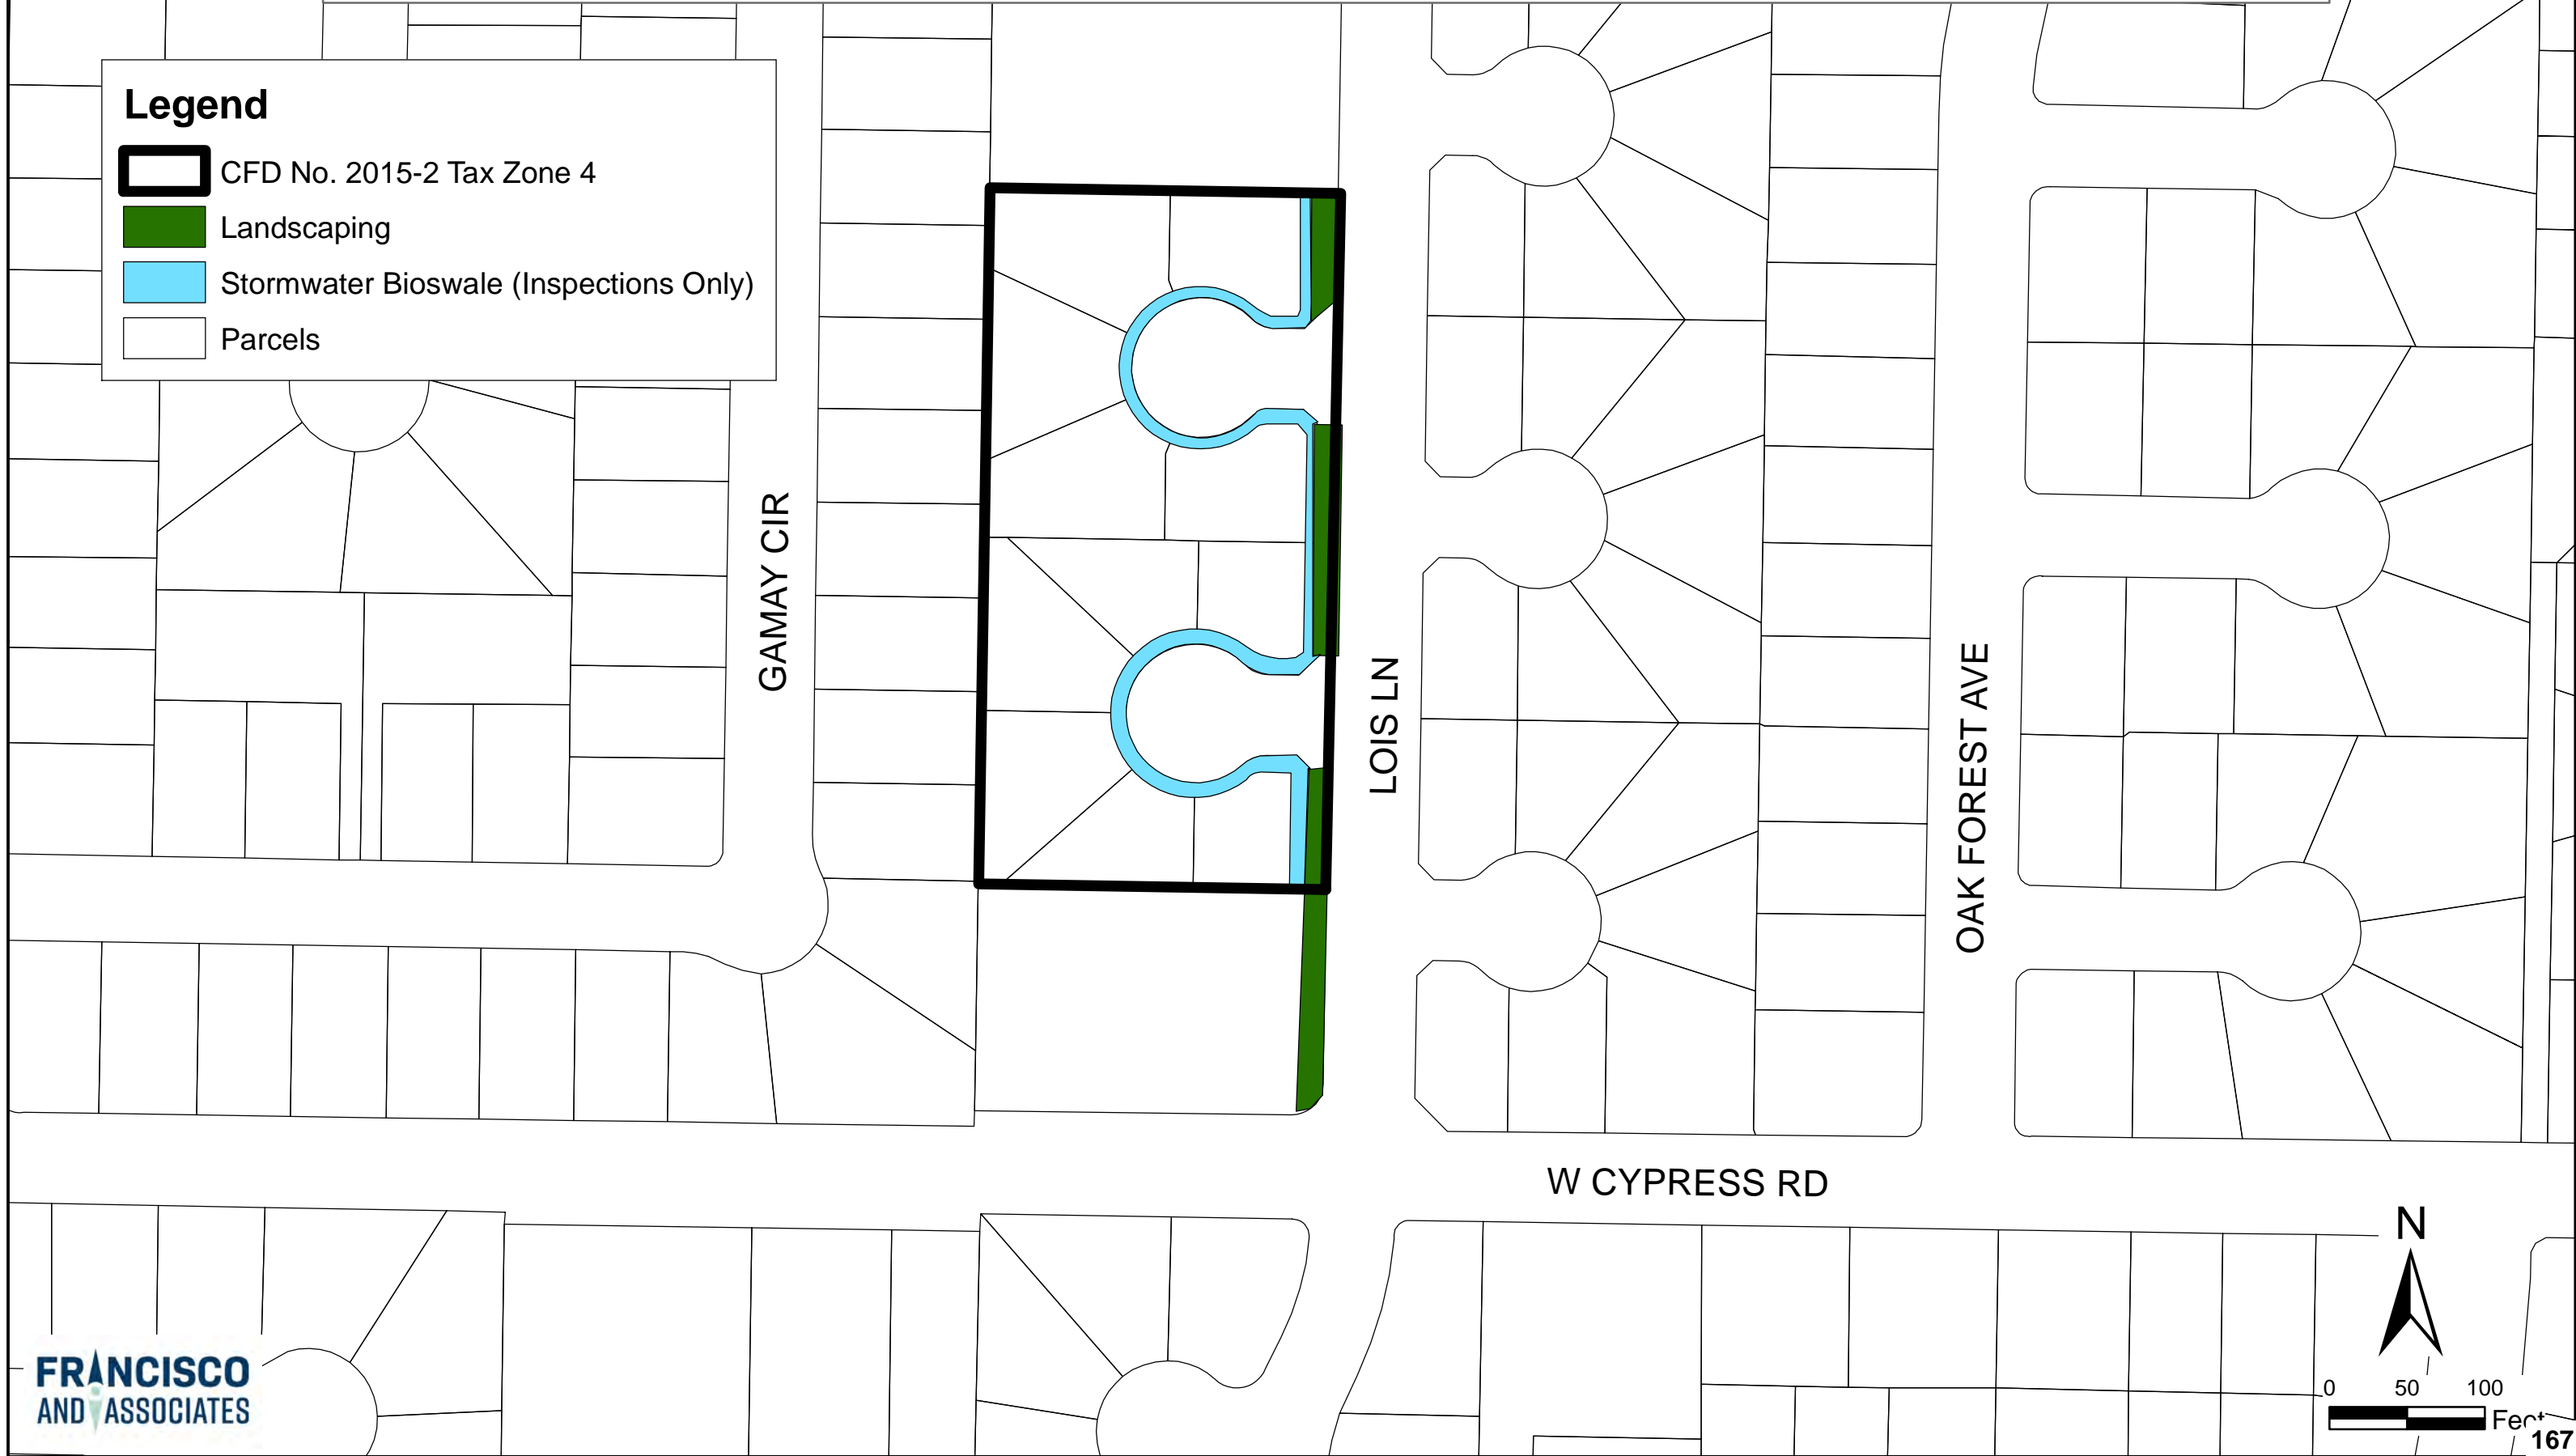 Legend
CFD No. 2015-2 Tax Zone 4
Landscaping
Stormwater Bioswale (Inspections Only)
Parcels
GAMAY CIR
LOIS LN
OAK FOREST AVE
W CYPRESS RD
N
0 50 100
Feet
FRANCISCO
AND ASSOCIATES
167